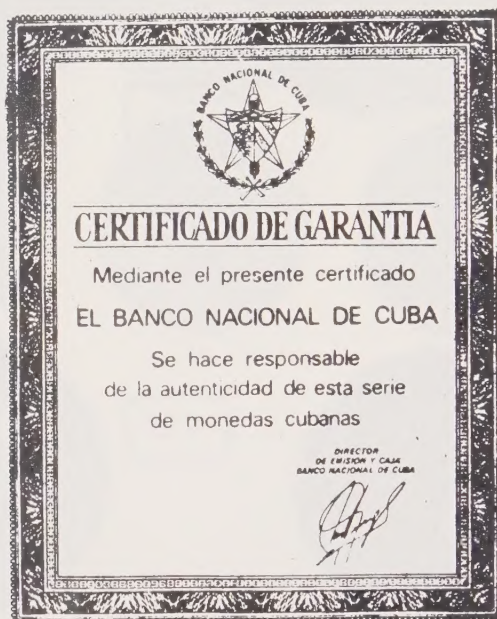 BANCO NACIONAL DE CUBA
CERTIFICADO DE GARANTIA
Mediante el presente certificado
EL BANCO NACIONAL DE CUBA
Se hace responsable
de la autenticidad de esta serie
de monedas cubanas
DIRECTOR
DE EMISION Y CAJA
BANCO NACIONAL DE CUBA